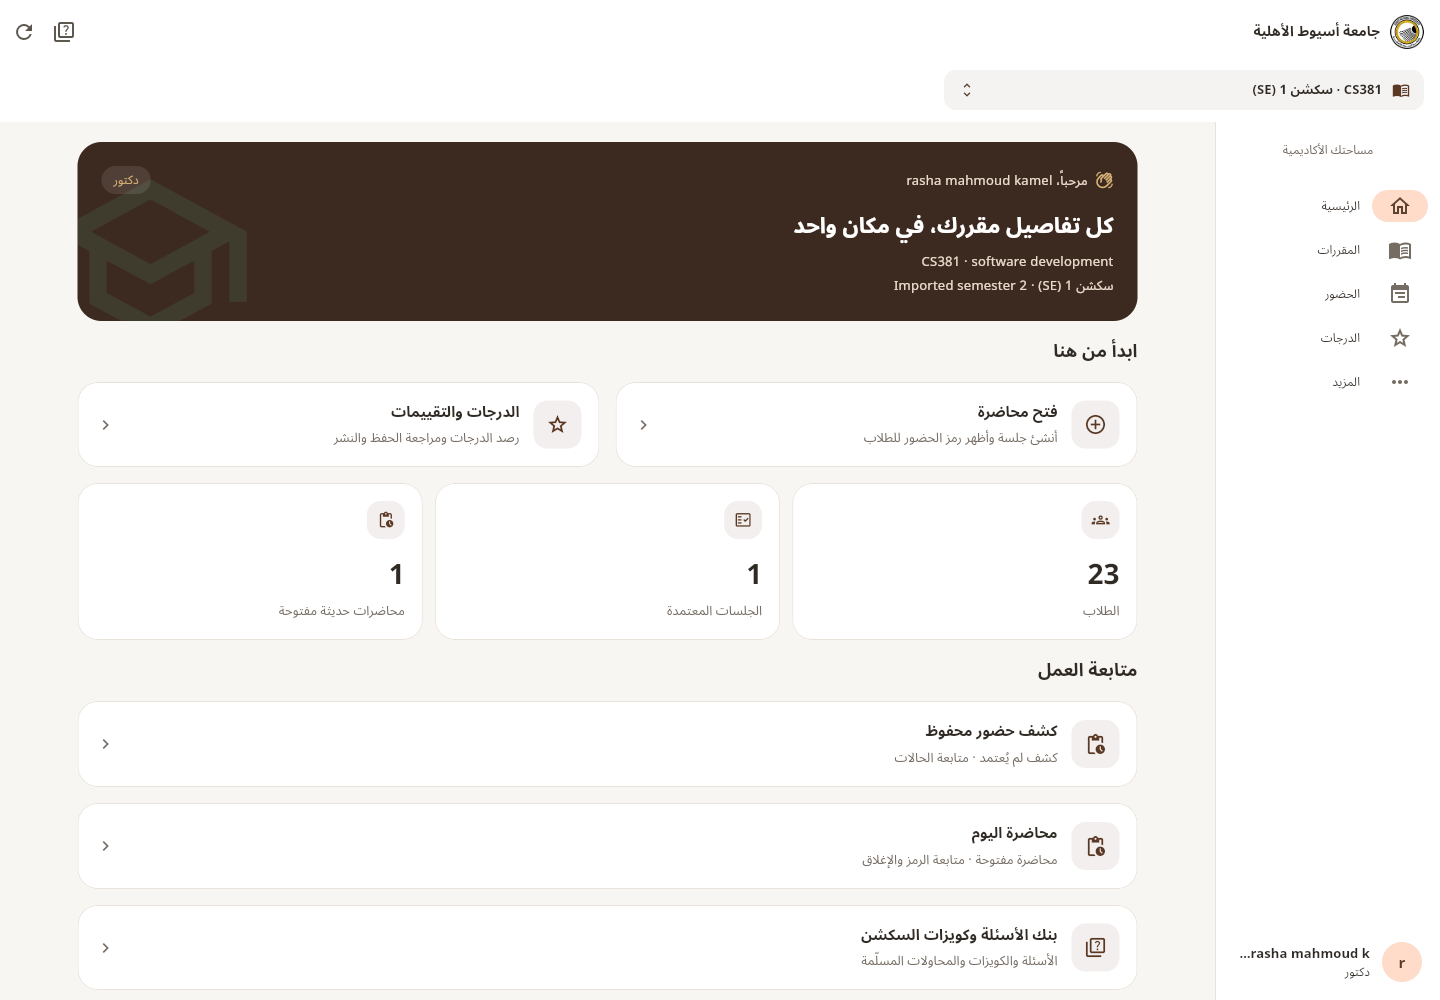 جامعة أسيوط الأهلية
CS381 · سكشن 1 (SE)
مساحتك الأكاديمية
الرئيسية
المقررات
الحضور
الدرجات
المزيد
rasha mahmoud k...
دكتور
r
مرحباً، rasha mahmoud kamel
دكتور
كل تفاصيل مقررك، في مكان واحد
CS381 · software development
سكشن 1 (SE) · Imported semester 2
ابدأ من هنا
فتح محاضرة
أنشئ جلسة وأظهر رمز الحضور للطلاب
الدرجات والتقييمات
رصد الدرجات ومراجعة الحفظ والنشر
23
الطلاب
1
الجلسات المعتمدة
1
محاضرات حديثة مفتوحة
متابعة العمل
كشف حضور محفوظ
كشف لم يُعتمد · متابعة الحالات
محاضرة اليوم
محاضرة مفتوحة · متابعة الرمز والإغلاق
بنك الأسئلة وكويزات السكشن
الأسئلة والكويزات والمحاولات المسلّمة